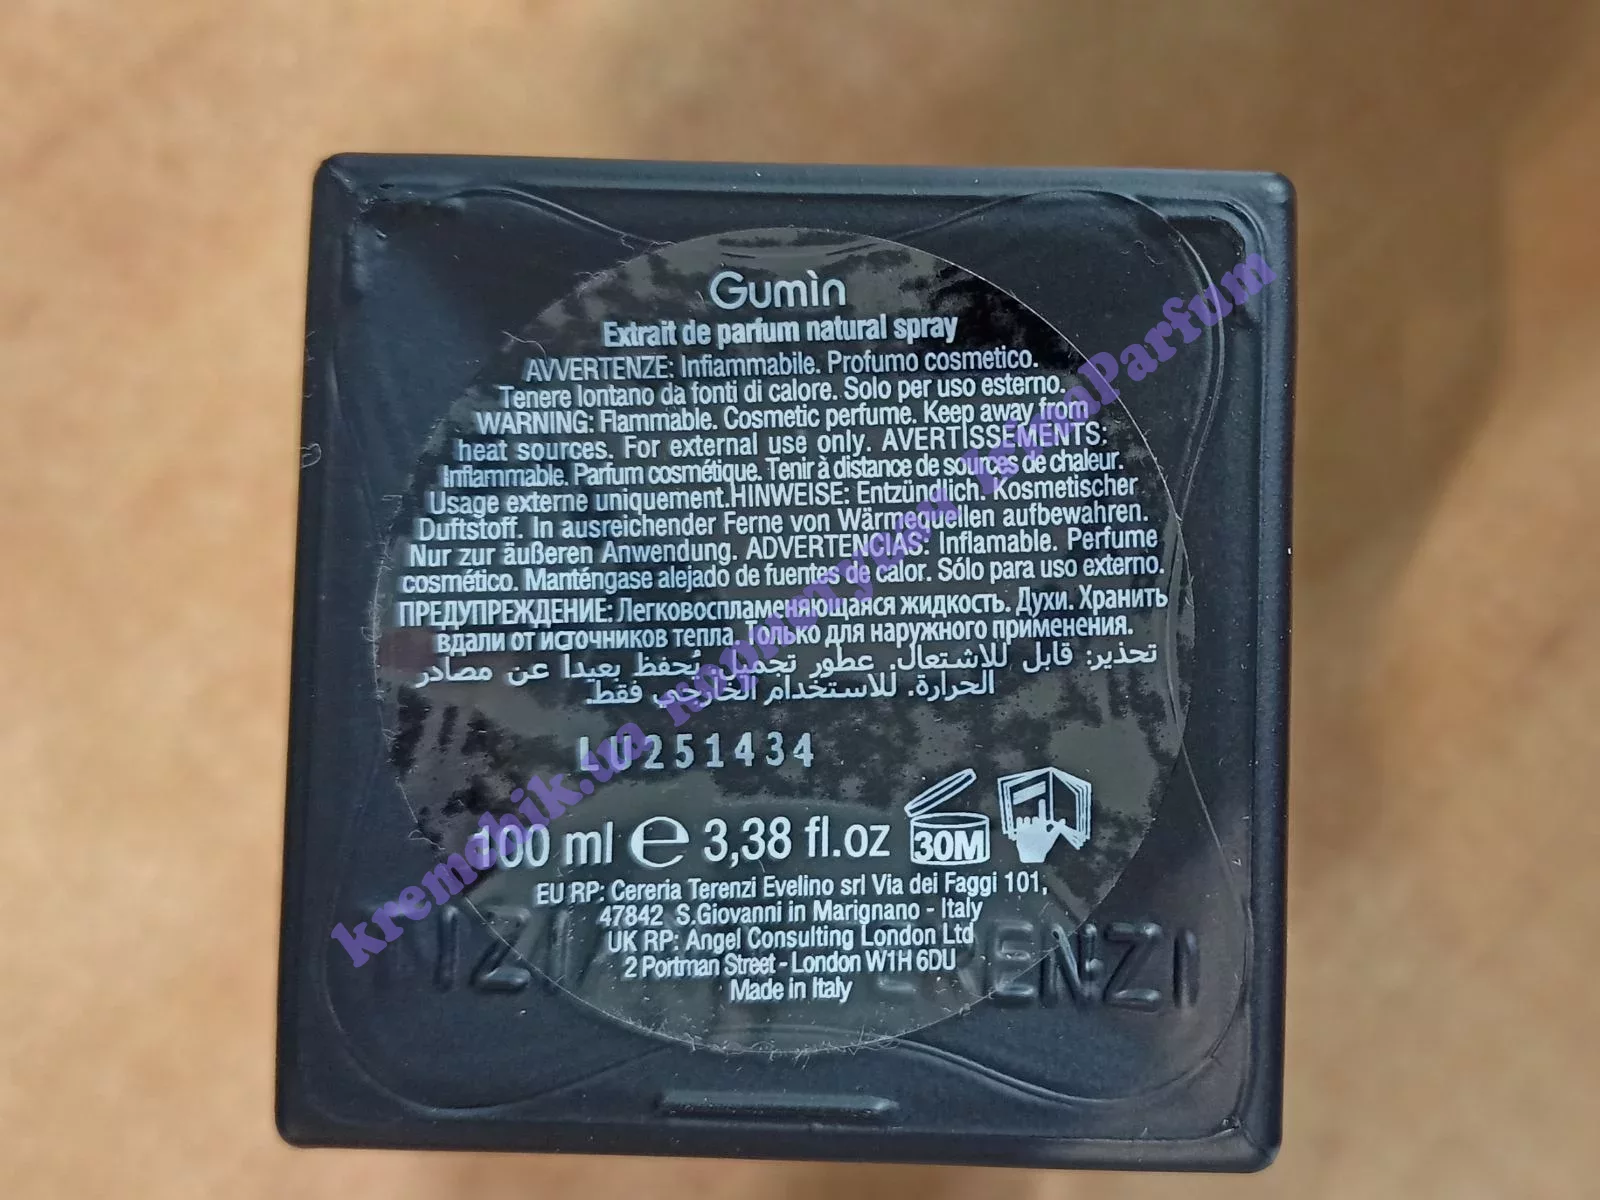 Gumìn
Extrait de parfum natural spray
AVVERTENZE: Infiammabile. Profumo cosmetico.
Tenere lontano da fonti di calore. Solo per uso esterno.
WARNING: Flammable. Cosmetic perfume. Keep away from
heat sources. For external use only. AVERTISSEMENTS:
Inflammable. Parfum cosmétique. Tenir à distance de sources de chaleur.
Usage externe uniquement.HINWEISE: Entzündlich. Kosmetischer
Duftstoff. In ausreichender Ferne von Wärmequellen aufbewahren.
Nur zur äußeren Anwendung. ADVERTENCIAS: Inflamable. Perfume
cosmético. Manténgase alejado de fuentes de calor. Sólo para uso externo.
ПРЕДУПРЕЖДЕНИЕ: Легковоспламеняющаяся жидкость. Духи. Хранить
вдали от источников тепла. Только для наружного применения.
تحذير: قابل للاشتعال. عطور تجميل. يُحفظ بعيداً عن مصادر
الحرارة. للاستخدام الخارجي فقط.
LU251434
100 ml e 3,38 fl.oz 30M
EU RP: Cereria Terenzi Evelino srl Via dei Faggi 101,
47842 S.Giovanni in Marignano - Italy
UK RP: Angel Consulting London Ltd
2 Portman Street - London W1H 6DU
Made in Italy
kremchik.ua